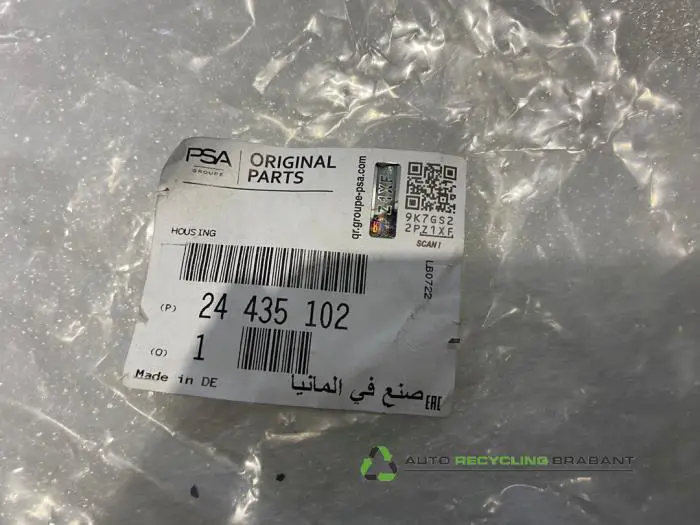 PSA
GROUPE
ORIGINAL
PARTS
qr.groupe-psa.com
Z1XF
9K7GS2
2PZ1XF
SCAN!
HOUSING
LB0722
(P) 24 435 102
(Q) 1
Made in DE
صنع في المانيا
EAC
AUTO RECYCLING BRABANT